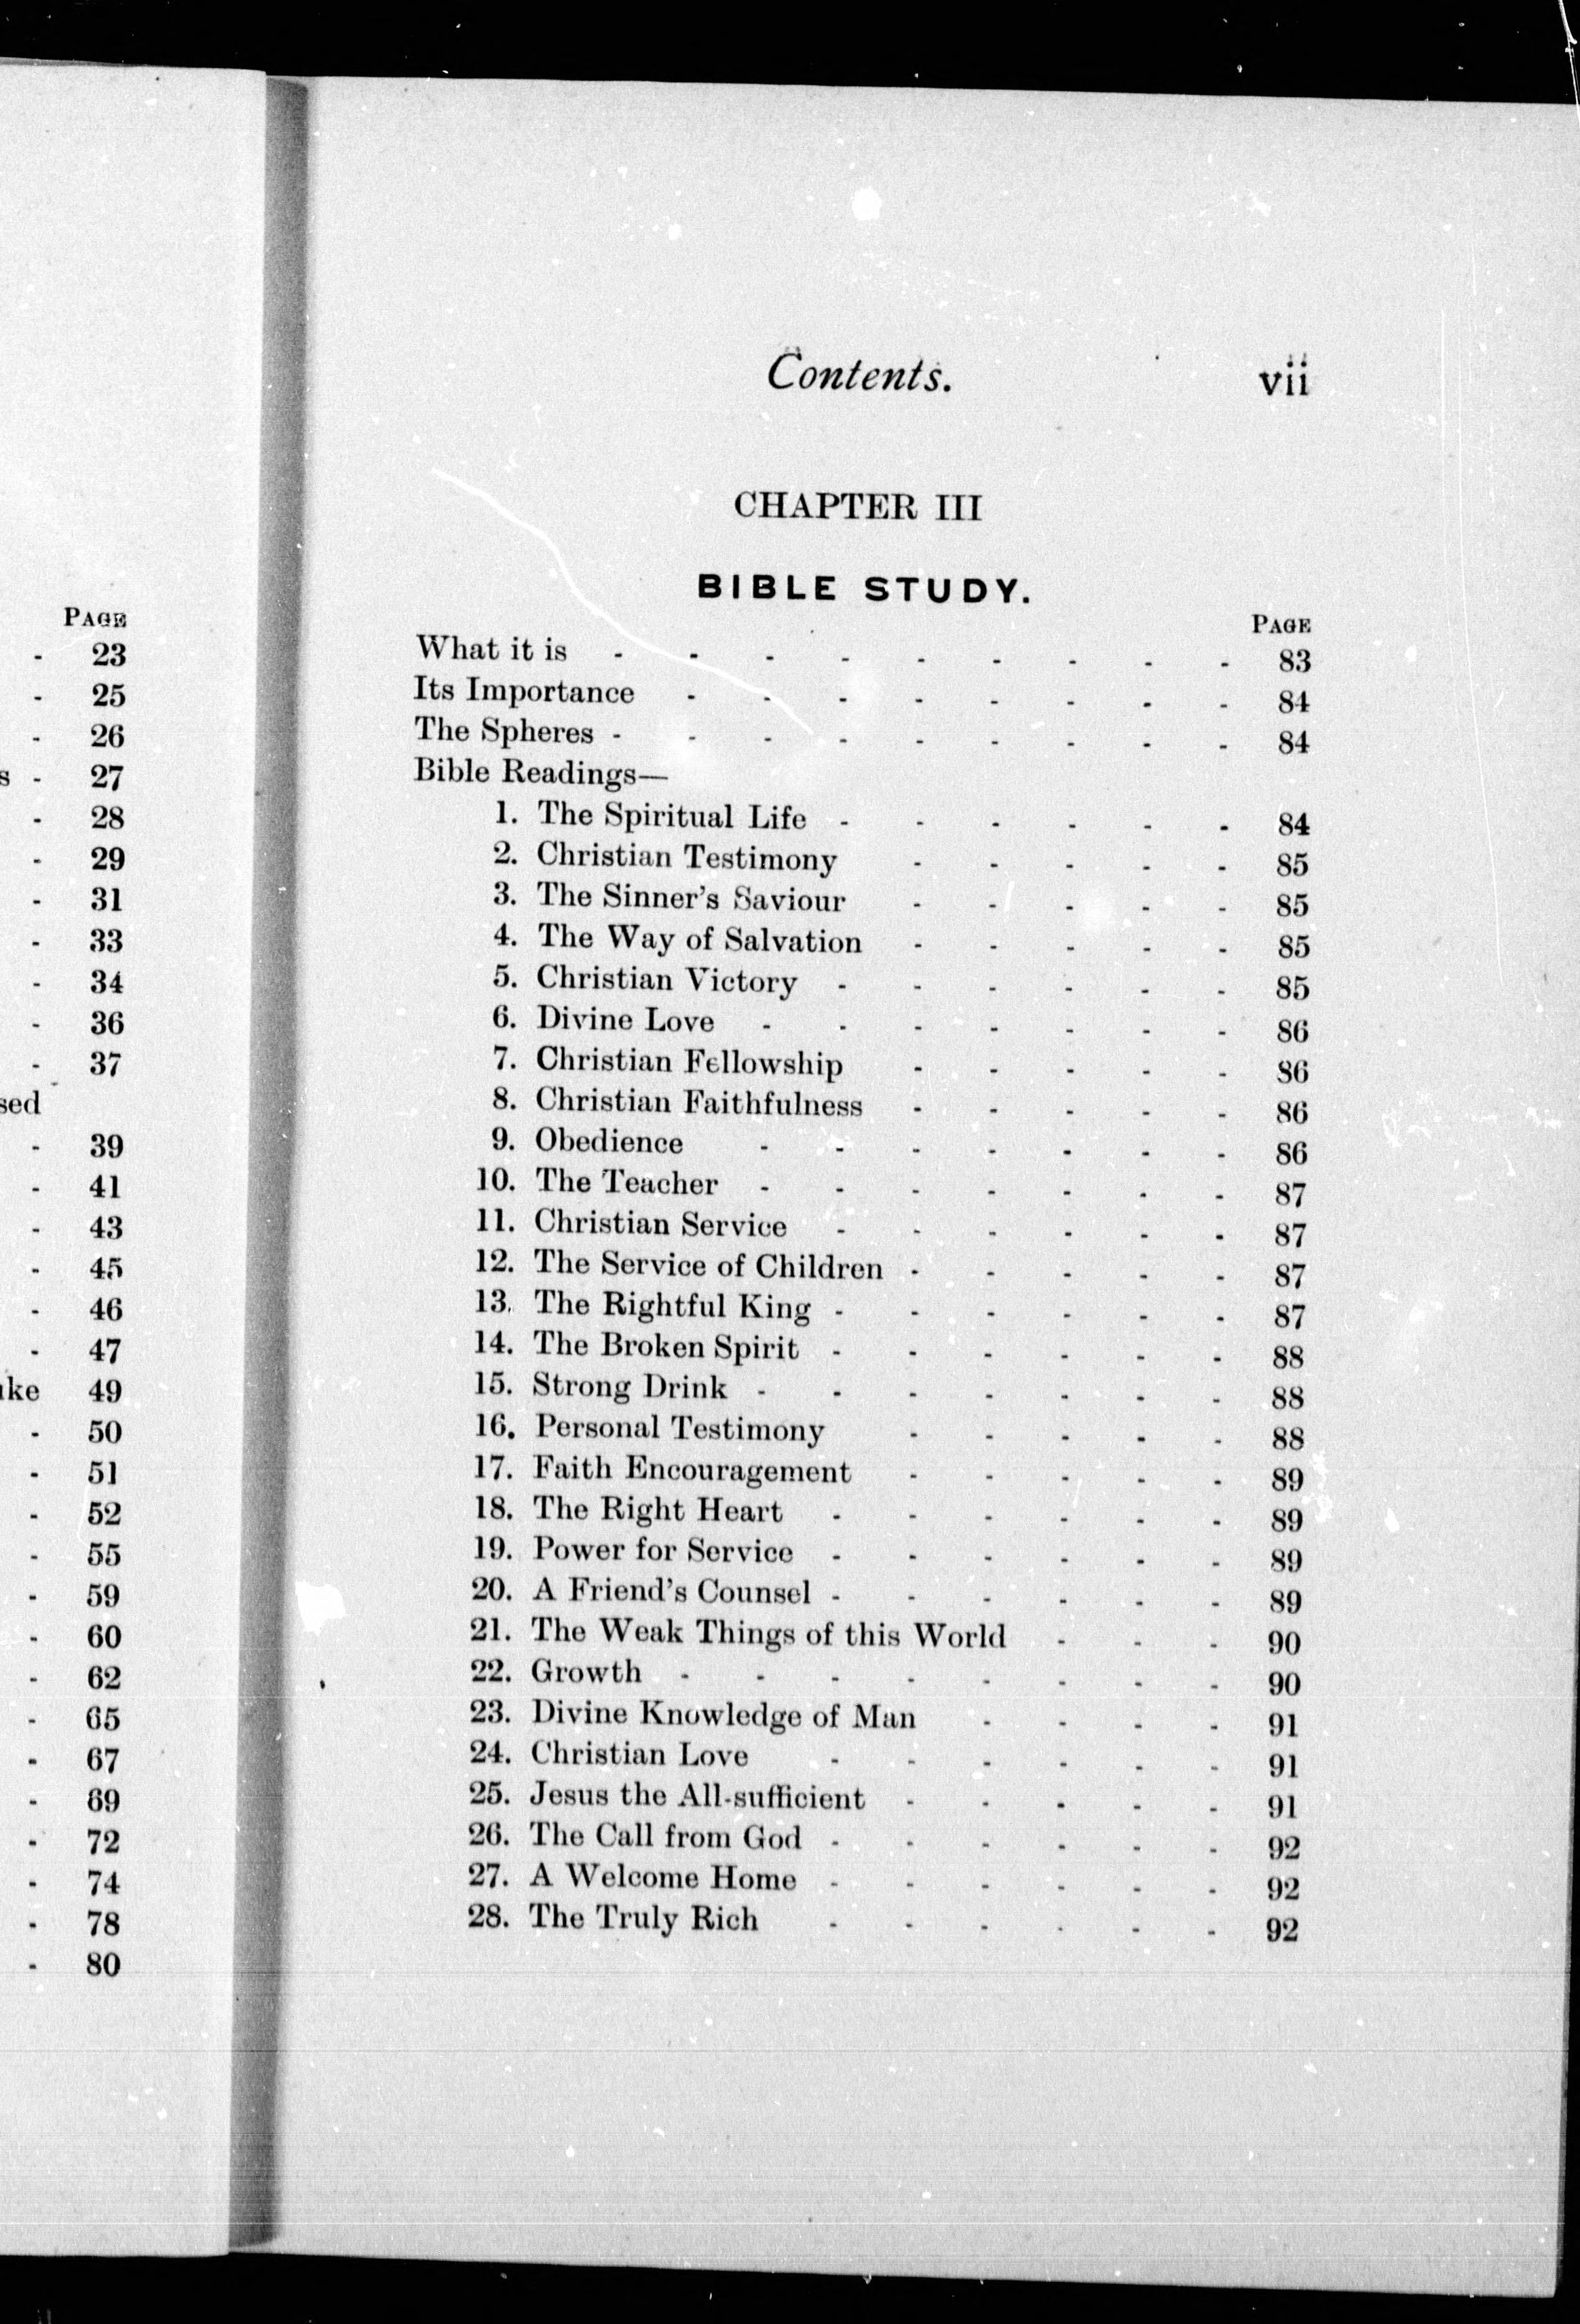 PAGE
- 23
- 25
- 26
s - 27
- 28
- 29
- 31
- 33
- 34
- 36
- 37
sed
- 39
- 41
- 43
- 45
- 46
- 47
ke 49
- 50
- 51
- 52
- 55
- 59
- 60
- 62
- 65
- 67
- 69
- 72
- 74
- 78
- 80
Contents. vii
CHAPTER III
BIBLE STUDY.
PAGE
What it is - - - - - - - - - 83
Its Importance - - - - - - - - 84
The Spheres - - - - - - - - - 84
Bible Readings—
1. The Spiritual Life - - - - - - 84
2. Christian Testimony - - - - - 85
3. The Sinner's Saviour - - - - - 85
4. The Way of Salvation - - - - - 85
5. Christian Victory - - - - - - 85
6. Divine Love - - - - - - - 86
7. Christian Fellowship - - - - - 86
8. Christian Faithfulness - - - - - 86
9. Obedience - - - - - - - 86
10. The Teacher - - - - - - - 87
11. Christian Service - - - - - - 87
12. The Service of Children - - - - - 87
13. The Rightful King - - - - - - 87
14. The Broken Spirit - - - - - - 88
15. Strong Drink - - - - - - - 88
16. Personal Testimony - - - - - 88
17. Faith Encouragement - - - - - 89
18. The Right Heart - - - - - - 89
19. Power for Service - - - - - - 89
20. A Friend's Counsel - - - - - - 89
21. The Weak Things of this World - - - 90
22. Growth - - - - - - - - 90
23. Divine Knowledge of Man - - - - 91
24. Christian Love - - - - - - 91
25. Jesus the All-sufficient - - - - - 91
26. The Call from God - - - - - - 92
27. A Welcome Home - - - - - - 92
28. The Truly Rich - - - - - - 92